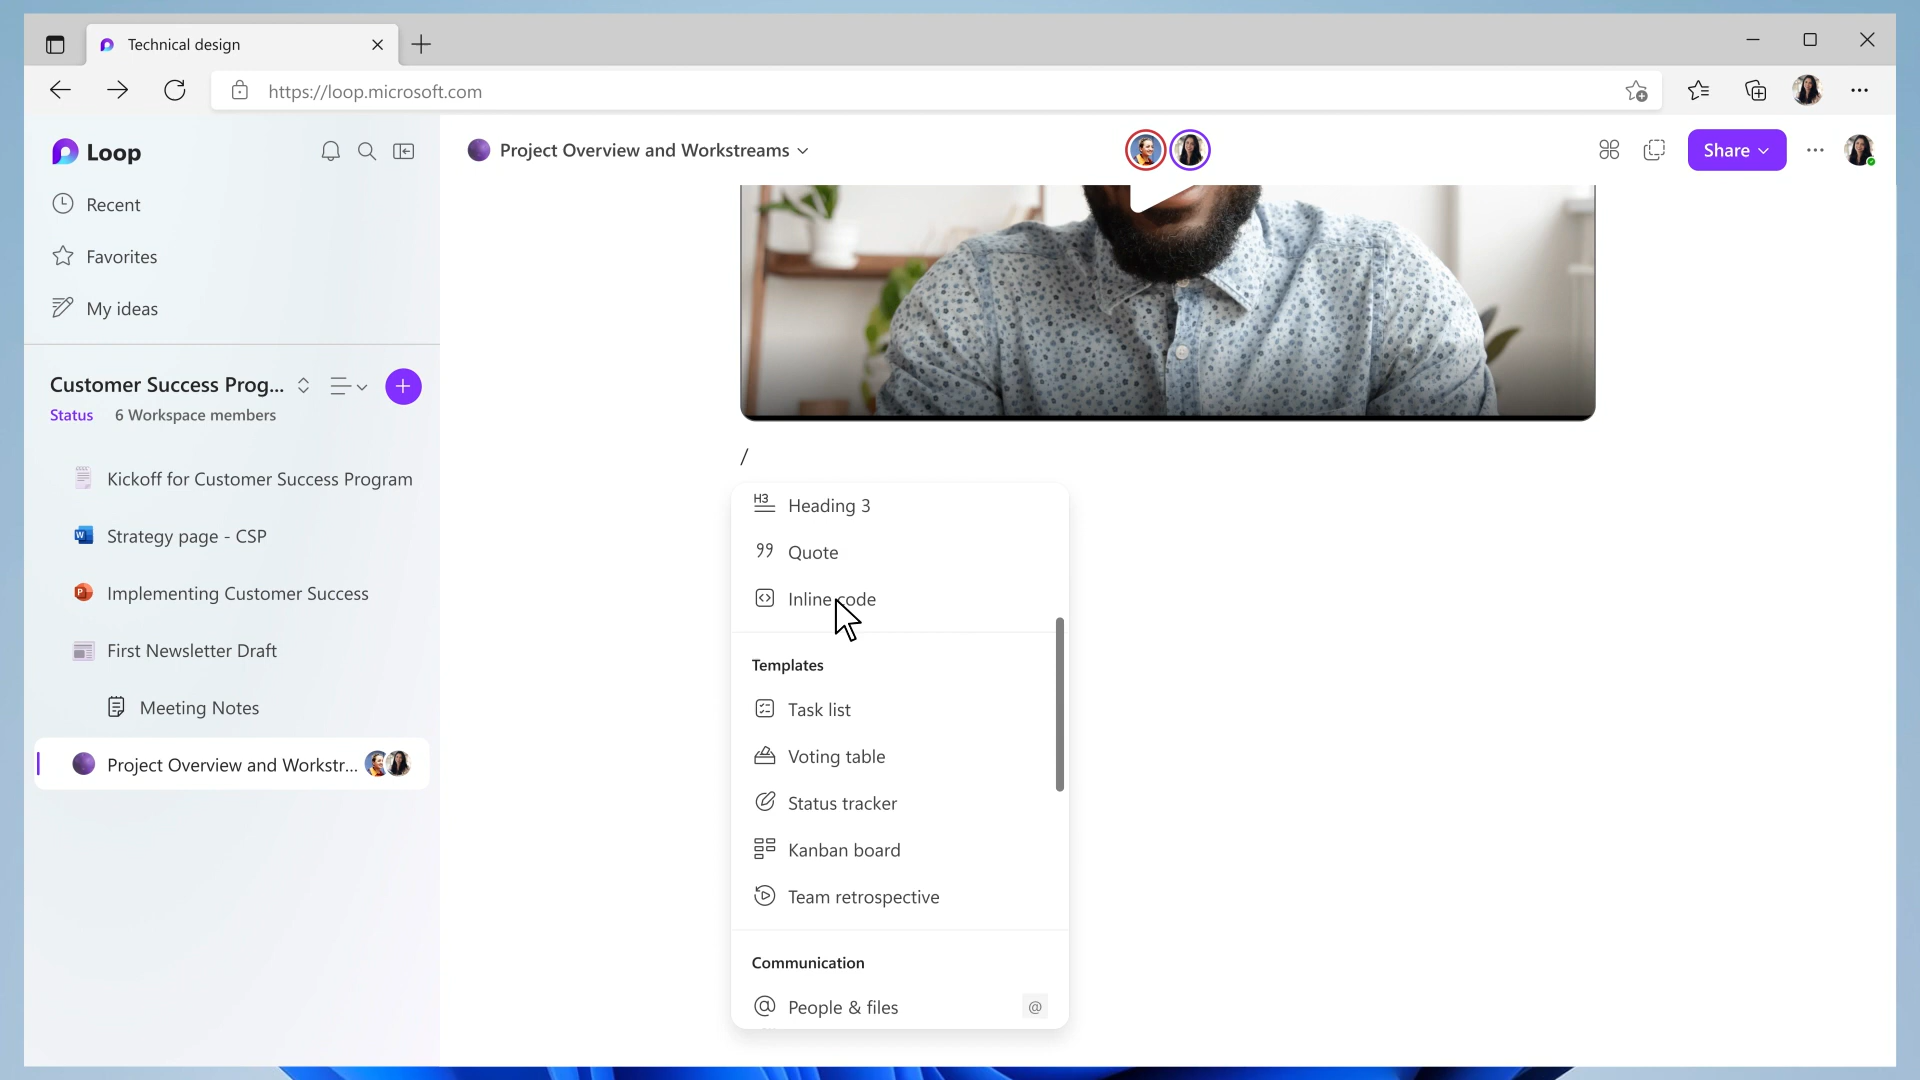 Technical design
https://loop.microsoft.com
Loop
Recent
Favorites
My ideas
Customer Success Prog...
Status 6 Workspace members
Kickoff for Customer Success Program
Strategy page - CSP
Implementing Customer Success
First Newsletter Draft
Meeting Notes
Project Overview and Workstr...
Project Overview and Workstreams
Share
/
H3 Heading 3
Quote
Inline code
Templates
Task list
Voting table
Status tracker
Kanban board
Team retrospective
Communication
@ People & files @